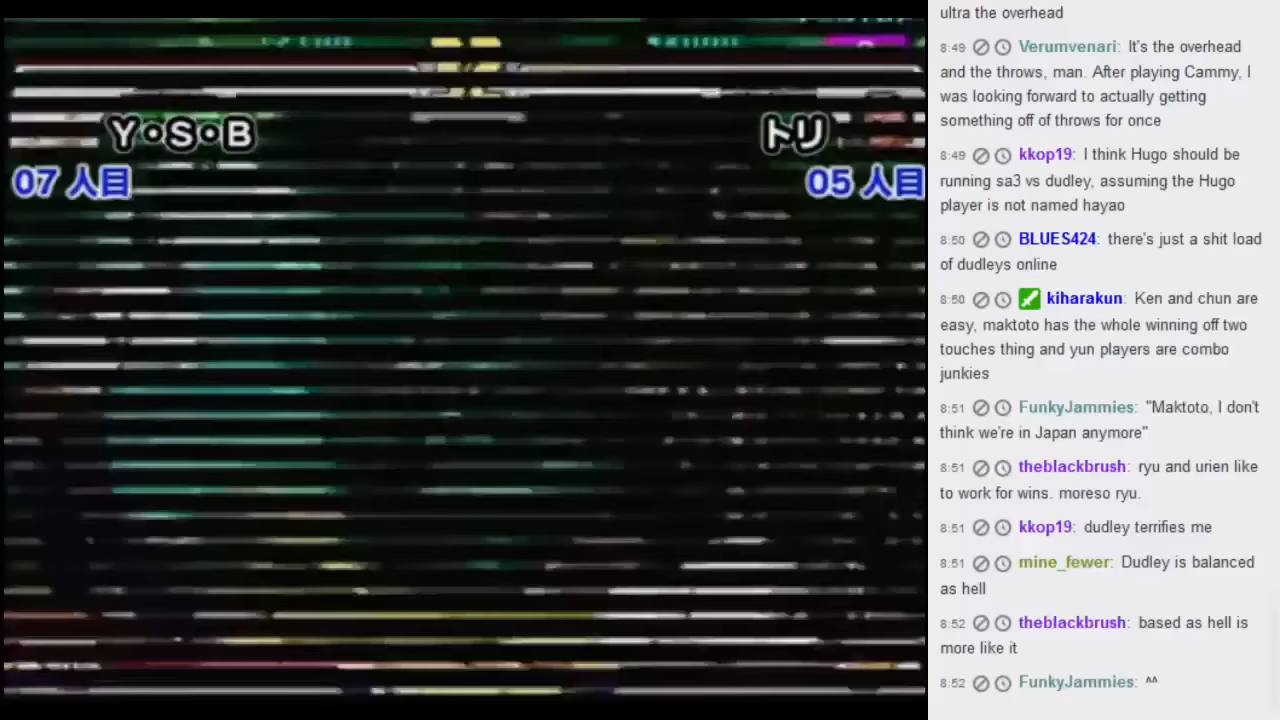 Y•S•B
トリ
07 人目
05 人目
ultra the overhead
8:49 Verumvenari: It's the overhead
and the throws, man. After playing Cammy, I
was looking forward to actually getting
something off of throws for once
8:49 kkop19: I think Hugo should be
running sa3 vs dudley, assuming the Hugo
player is not named hayao
8:50 BLUES424: there's just a shit load
of dudleys online
8:50 kiharakun: Ken and chun are
easy, maktoto has the whole winning off two
touches thing and yun players are combo
junkies
8:51 FunkyJammies: "Maktoto, I don't
think we're in Japan anymore"
8:51 theblackbrush: ryu and urien like
to work for wins. moreso ryu.
8:51 kkop19: dudley terrifies me
8:51 mine_fewer: Dudley is balanced
as hell
8:52 theblackbrush: based as hell is
more like it
8:52 FunkyJammies: ^^